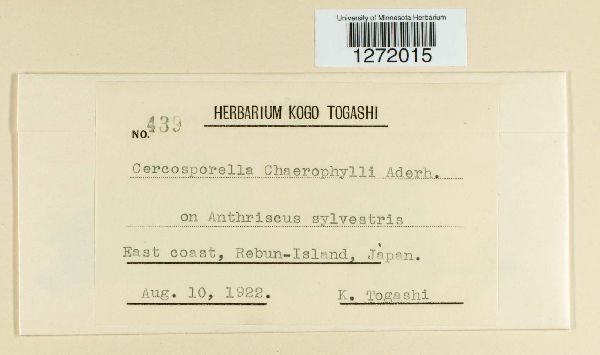 University of Minnesota Herbarium
1272015
HERBARIUM KOGO TOGASHI
NO. 439
Cercosporella Chaerophylli Aderh.
on Anthriscus sylvestris
East coast, Rebun-Island, Japan.
Aug. 10, 1922. K. Togashi